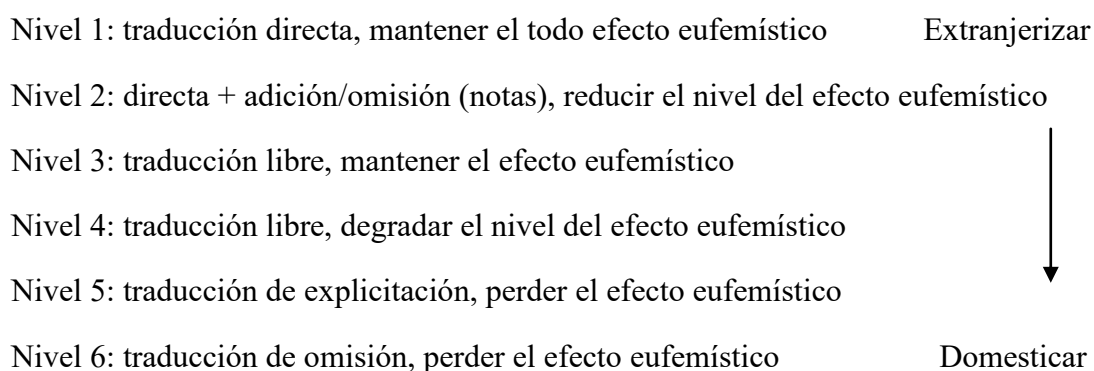 Nivel 1: traducción directa, mantener el todo efecto eufemístico Extranjerizar
Nivel 2: directa + adición/omisión (notas), reducir el nivel del efecto eufemístico
Nivel 3: traducción libre, mantener el efecto eufemístico
Nivel 4: traducción libre, degradar el nivel del efecto eufemístico
Nivel 5: traducción de explicitación, perder el efecto eufemístico
Nivel 6: traducción de omisión, perder el efecto eufemístico Domesticar